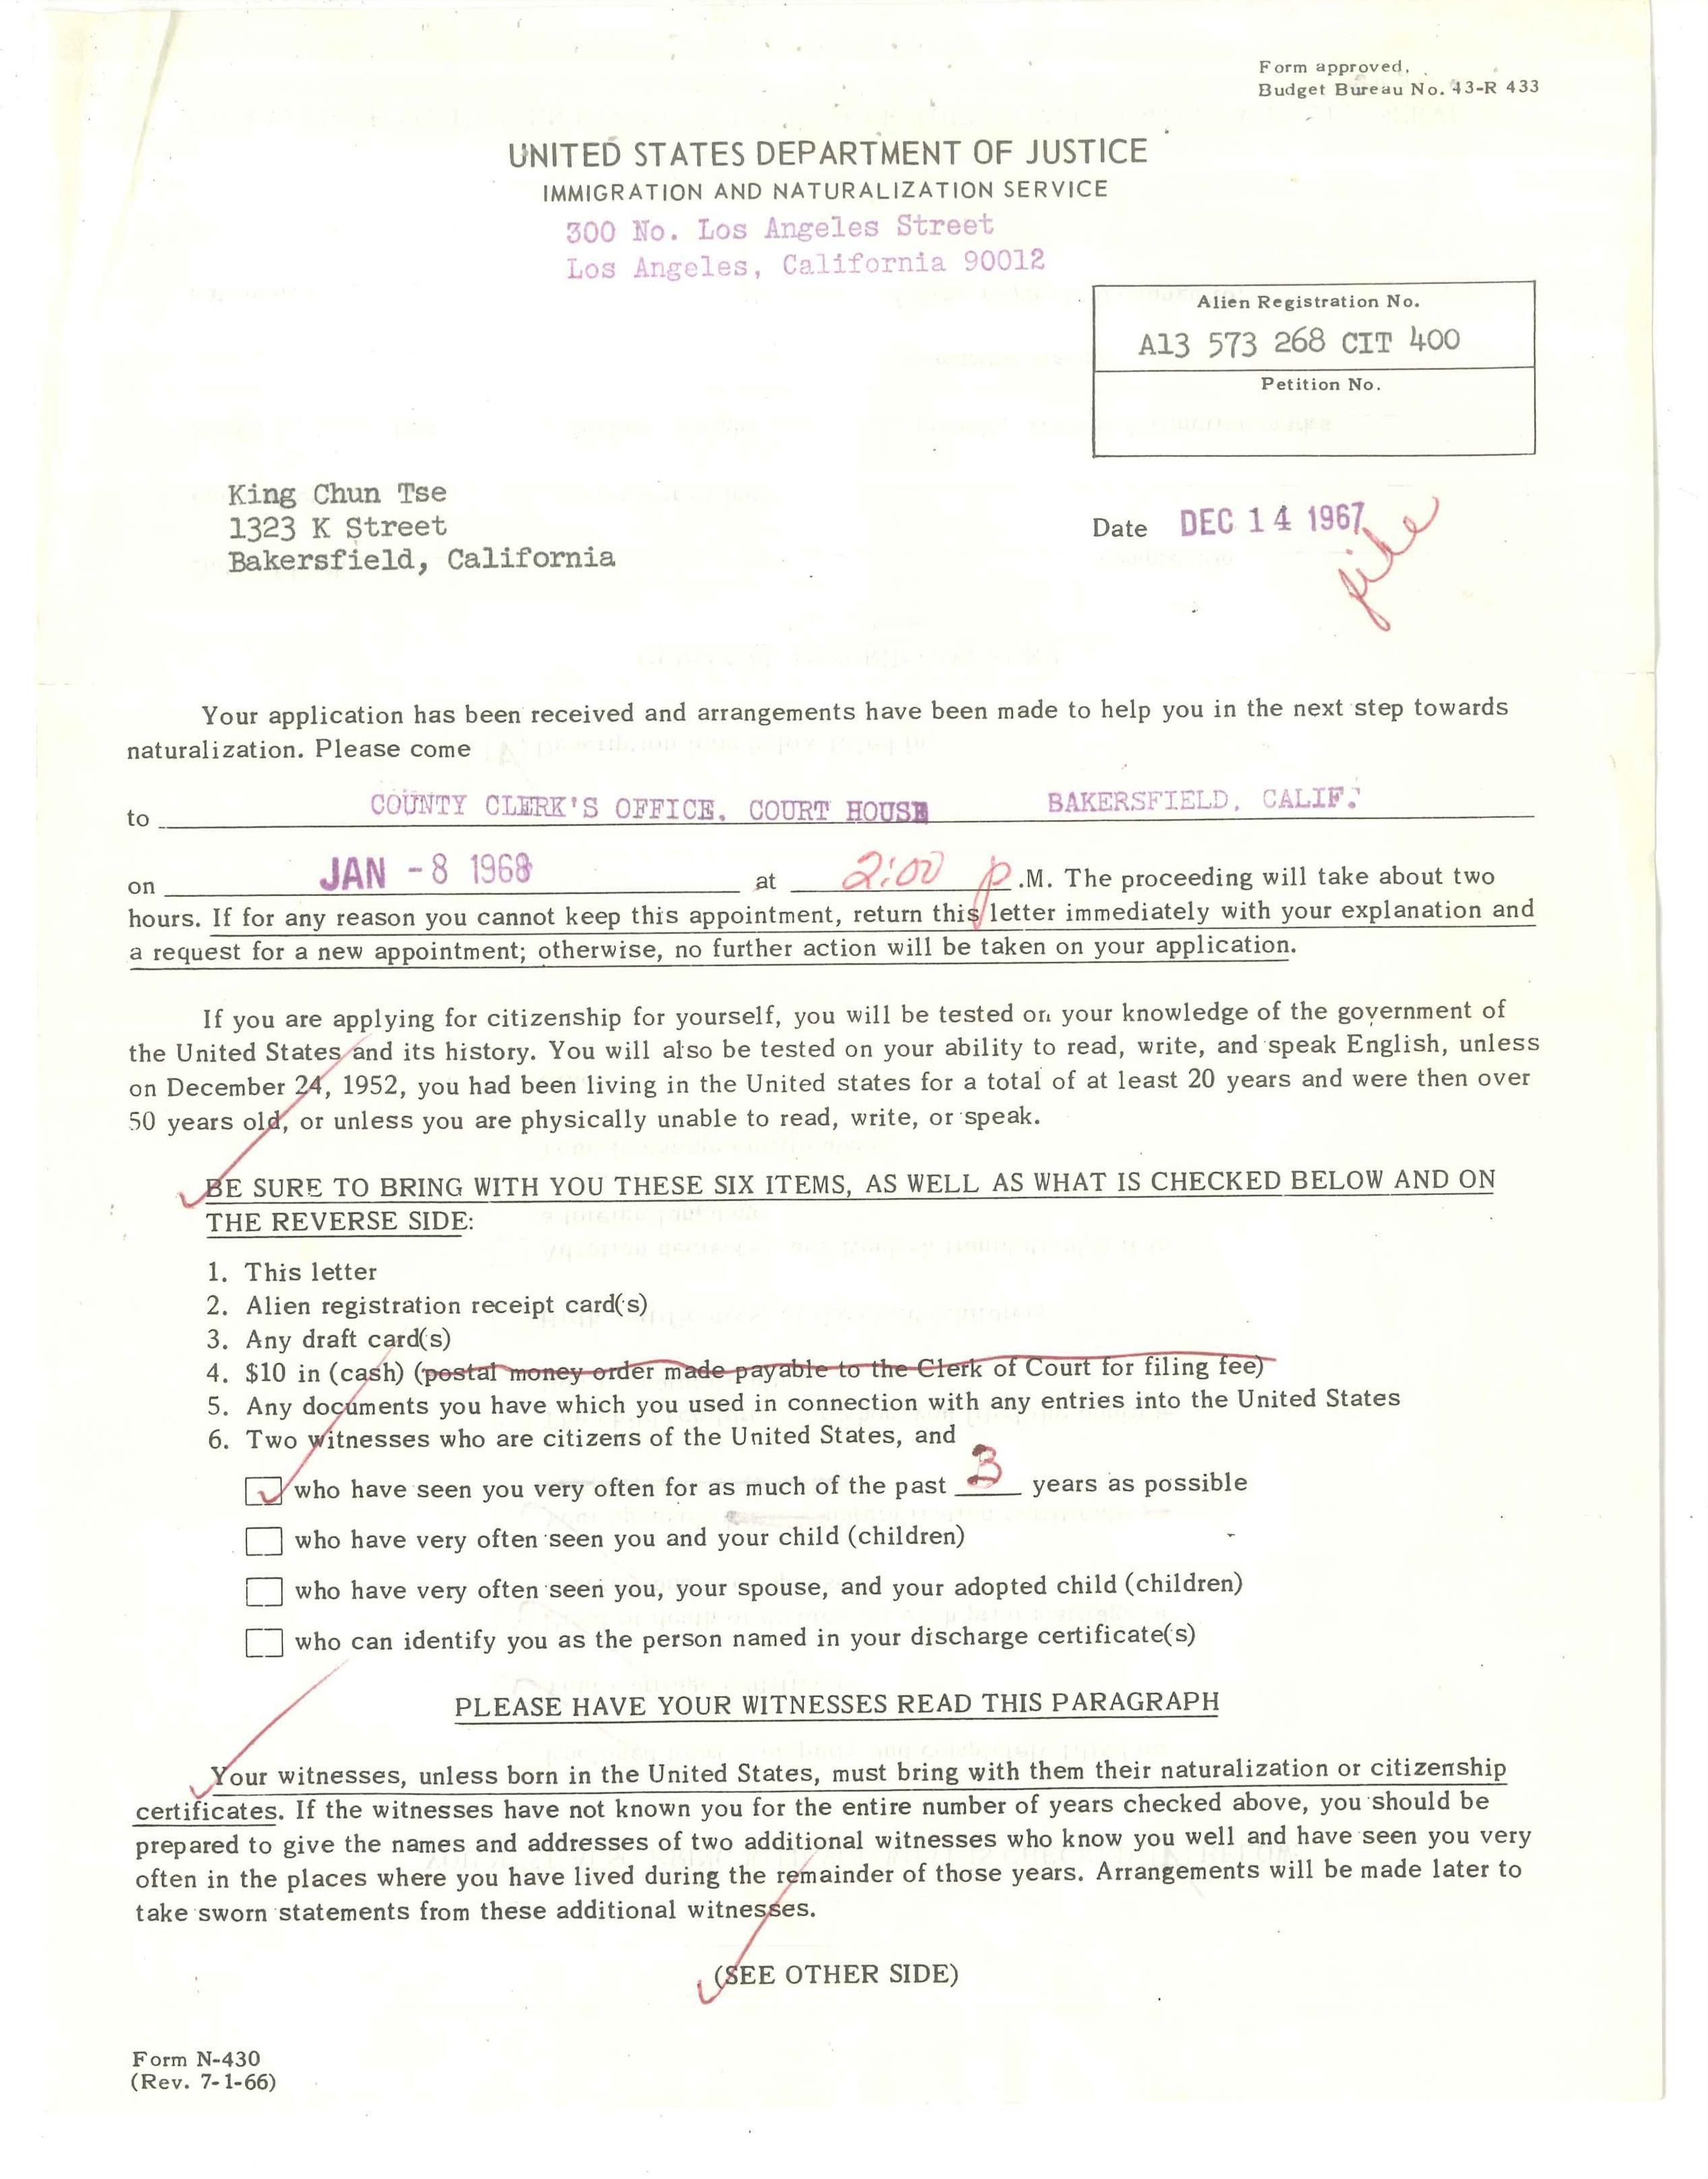 Form approved.
Budget Bureau No. 43-R 433
UNITED STATES DEPARTMENT OF JUSTICE
IMMIGRATION AND NATURALIZATION SERVICE
300 No. Los Angeles Street
Los Angeles, California 90012
Alien Registration No.
A13 573 268 CIT 400
Petition No.
King Chun Tse
1323 K Street
Bakersfield, California
Date DEC 14 1967
file
Your application has been received and arrangements have been made to help you in the next step towards
naturalization. Please come
to COUNTY CLERK'S OFFICE, COURT HOUSE BAKERSFIELD, CALIF.
on JAN -8 1968 at 2:00 p.M. The proceeding will take about two
hours. If for any reason you cannot keep this appointment, return this letter immediately with your explanation and
a request for a new appointment; otherwise, no further action will be taken on your application.
If you are applying for citizenship for yourself, you will be tested on your knowledge of the government of
the United States and its history. You will also be tested on your ability to read, write, and speak English, unless
on December 24, 1952, you had been living in the United states for a total of at least 20 years and were then over
50 years old, or unless you are physically unable to read, write, or speak.
BE SURE TO BRING WITH YOU THESE SIX ITEMS, AS WELL AS WHAT IS CHECKED BELOW AND ON
THE REVERSE SIDE:
1. This letter
2. Alien registration receipt card(s)
3. Any draft card(s)
4. $10 in (cash) (postal money order made payable to the Clerk of Court for filing fee)
5. Any documents you have which you used in connection with any entries into the United States
6. Two witnesses who are citizens of the United States, and
who have seen you very often for as much of the past 3 years as possible
who have very often seen you and your child (children)
who have very often seen you, your spouse, and your adopted child (children)
who can identify you as the person named in your discharge certificate(s)
PLEASE HAVE YOUR WITNESSES READ THIS PARAGRAPH
Your witnesses, unless born in the United States, must bring with them their naturalization or citizenship
certificates. If the witnesses have not known you for the entire number of years checked above, you should be
prepared to give the names and addresses of two additional witnesses who know you well and have seen you very
often in the places where you have lived during the remainder of those years. Arrangements will be made later to
take sworn statements from these additional witnesses.
(SEE OTHER SIDE)
Form N-430
(Rev. 7-1-66)